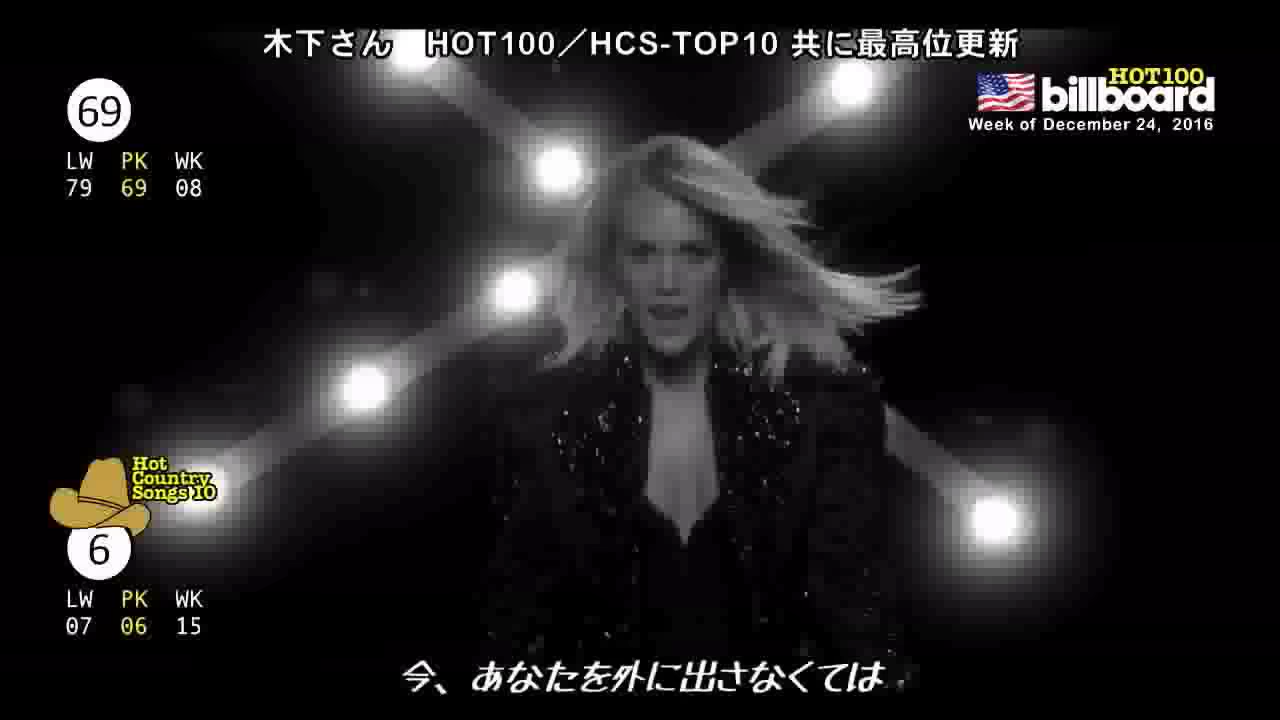 木下さん　HOT100／HCS-TOP10 共に最高位更新
69
LW PK WK
79 69 08
HOT100
billboard
Week of December 24, 2016
Hot
Country
Songs 10
6
LW PK WK
07 06 15
今、あなたを外に出さなくては